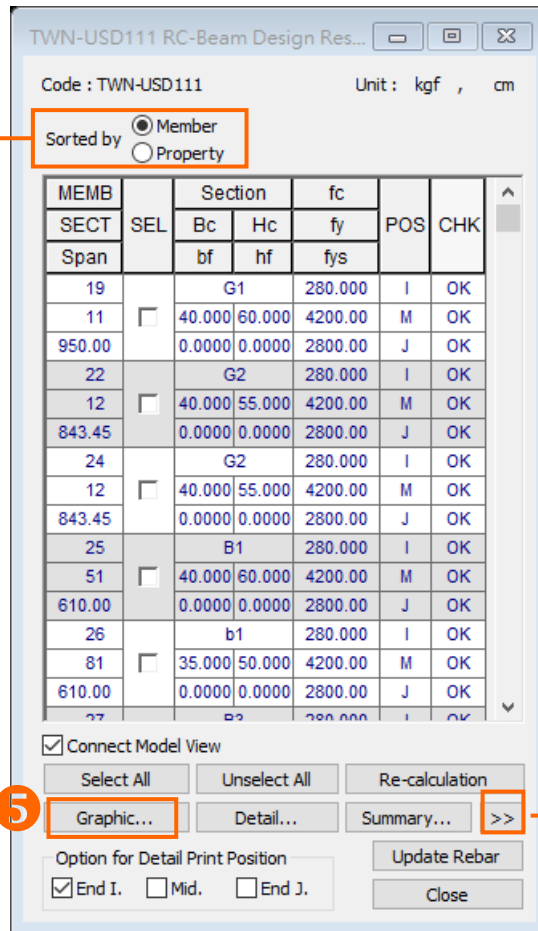 TWN-USD111 RC-Beam Design Res...
Code : TWN-USD111 Unit : kgf , cm
Sorted by Member
Property
MEMB SEL Section fc POS CHK
SECT Bc Hc fy
Span bf hf fys
19 G1 280.000 I OK
11 40.000 60.000 4200.00 M OK
950.00 0.0000 0.0000 2800.00 J OK
22 G2 280.000 I OK
12 40.000 55.000 4200.00 M OK
843.45 0.0000 0.0000 2800.00 J OK
24 G2 280.000 I OK
12 40.000 55.000 4200.00 M OK
843.45 0.0000 0.0000 2800.00 J OK
25 B1 280.000 I OK
51 40.000 60.000 4200.00 M OK
610.00 0.0000 0.0000 2800.00 J OK
26 b1 280.000 I OK
81 35.000 50.000 4200.00 M OK
610.00 0.0000 0.0000 2800.00 J OK
27 280.000 I OK
Connect Model View
Select All Unselect All Re-calculation
5 Graphic... Detail... Summary... >>
Option for Detail Print Position Update Rebar
End I. Mid. End J. Close